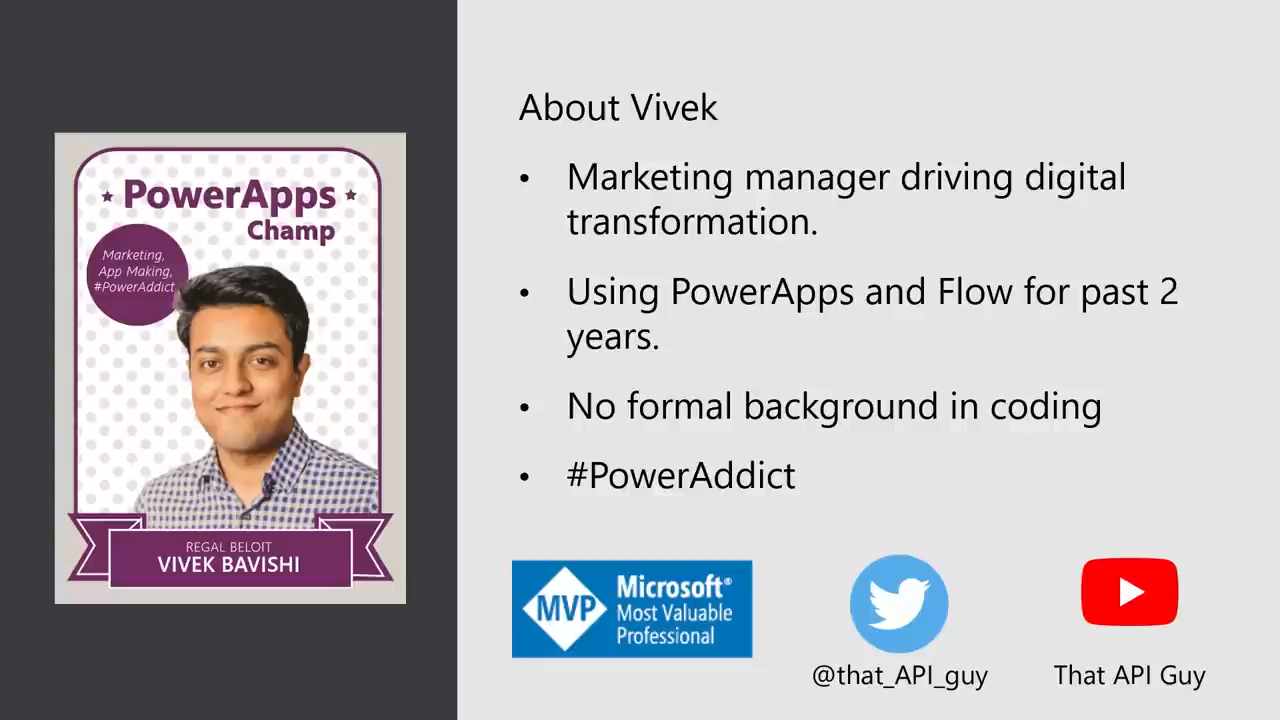 PowerApps
Champ
Marketing,
App Making,
#PowerAddict
REGAL BELOIT
VIVEK BAVISHI
About Vivek
• Marketing manager driving digital
transformation.
• Using PowerApps and Flow for past 2
years.
• No formal background in coding
• #PowerAddict
MVP
Microsoft®
Most Valuable
Professional
@that_API_guy
That API Guy